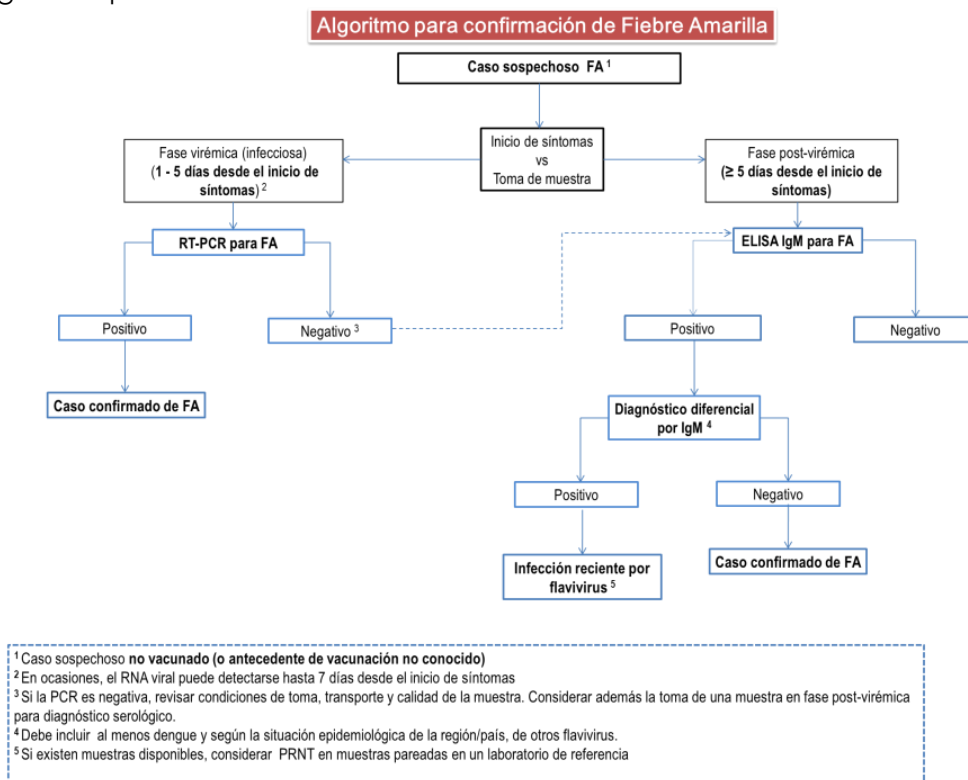 Algoritmo para confirmación de Fiebre Amarilla
Caso sospechoso FA ¹
Inicio de síntomas
vs
Toma de muestra
Fase virémica (infecciosa)
(1 - 5 días desde el inicio de
síntomas) ²
Fase post-virémica
(≥ 5 días desde el inicio de
síntomas)
RT-PCR para FA
ELISA IgM para FA
Positivo
Negativo ³
Positivo
Negativo
Caso confirmado de FA
Diagnóstico diferencial
por IgM ⁴
Positivo
Negativo
Infección reciente por
flavivirus ⁵
Caso confirmado de FA
¹ Caso sospechoso no vacunado (o antecedente de vacunación no conocido)
² En ocasiones, el RNA viral puede detectarse hasta 7 días desde el inicio de síntomas
³ Si la PCR es negativa, revisar condiciones de toma, transporte y calidad de la muestra. Considerar además la toma de una muestra en fase post-virémica
para diagnóstico serológico.
⁴ Debe incluir al menos dengue y según la situación epidemiológica de la región/país, de otros flavivirus.
⁵ Si existen muestras disponibles, considerar PRNT en muestras pareadas en un laboratorio de referencia